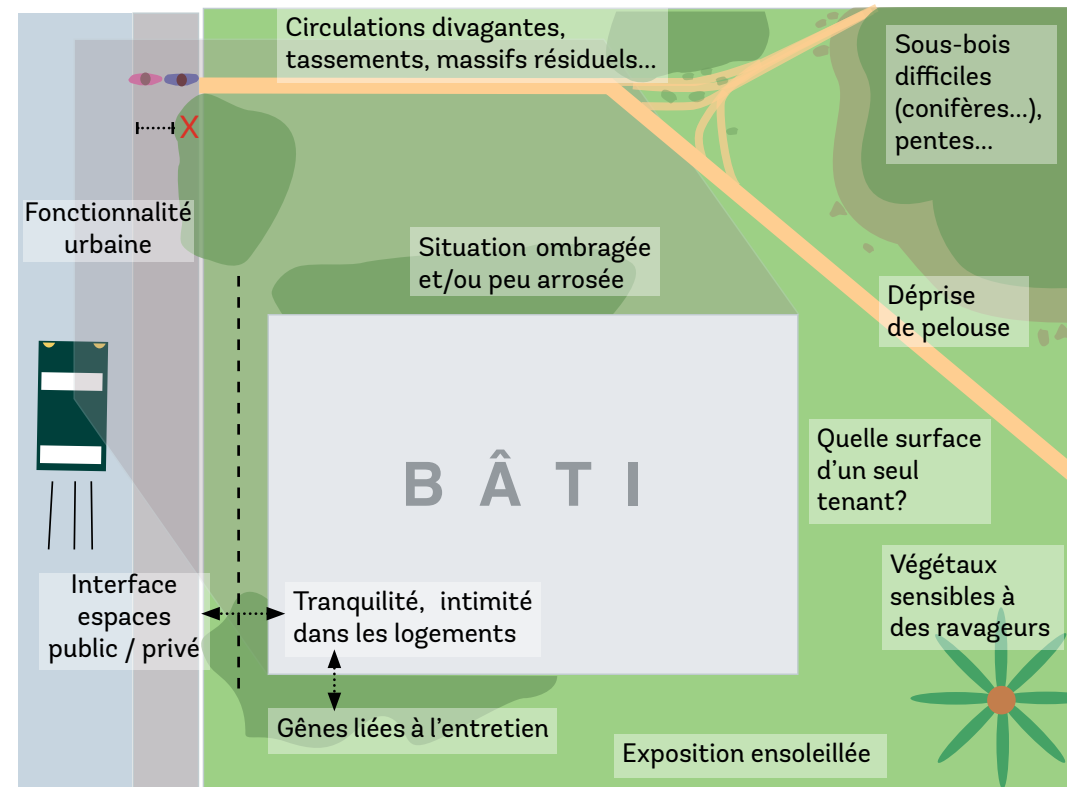 Circulations divagantes,
tassements, massifs résiduels...
Sous-bois
difficiles
(conifères...),
pentes...
X
Fonctionnalité
urbaine
Situation ombragée
et/ou peu arrosée
Déprise
de pelouse
Quelle surface
d'un seul
tenant?
BÂTI
Végétaux
sensibles à
des ravageurs
Interface
espaces
public / privé
Tranquilité, intimité
dans les logements
Gênes liées à l'entretien
Exposition ensoleillée